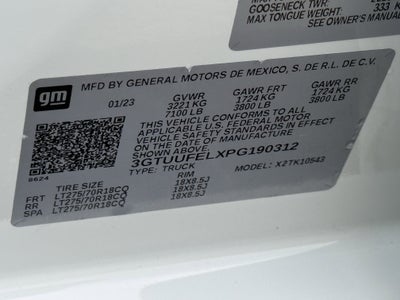 GOOSENECK TWR:
MAX TONGUE WEIGHT: 333 K
SEE OWNER'S MANUAL
gm
MFD BY GENERAL MOTORS DE MEXICO, S. DE R.L. DE C.V.
01/23 GVWR GAWR FRT GAWR RR
3221 KG 1724 KG 1724 KG
7100 LB 3800 LB 3800 LB
THIS VEHICLE CONFORMS TO ALL
APPLICABLE U.S. FEDERAL MOTOR
VEHICLE SAFETY STANDARDS IN EFFECT
ON THE DATE OF MANUFACTURE
SHOWN ABOVE.
3GTUUFELXPG190312
8624 TYPE: TRUCK MODEL: X2TK10543
TIRE SIZE RIM
FRT LT275/70R18CQ 18X8.5J
RR LT275/70R18CQ 18X8.5J
SPA LT275/70R18CQ 18X8.5J